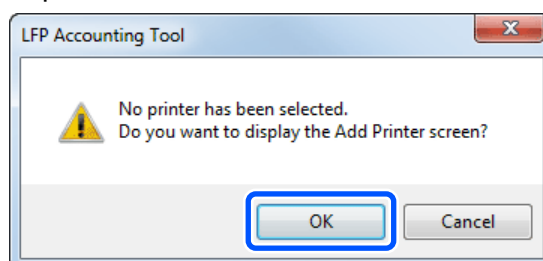 LFP Accounting Tool
No printer has been selected.
Do you want to display the Add Printer screen?
OK
Cancel